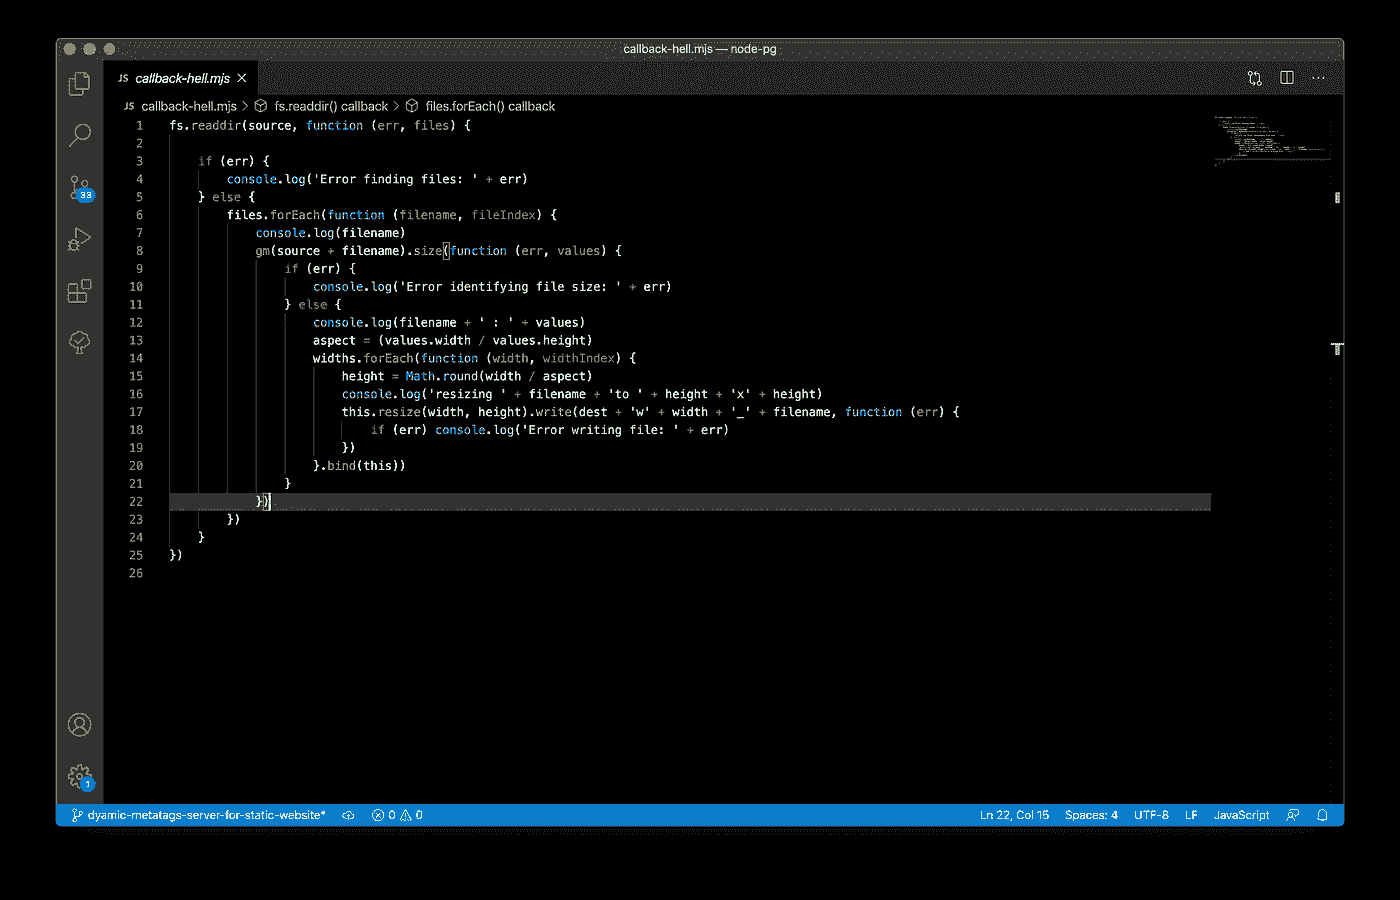 callback-hell.mjs — node-pg
JS callback-hell.mjs ×
JS callback-hell.mjs > fs.readdir() callback > files.forEach() callback
1 fs.readdir(source, function (err, files) {
2
3 if (err) {
4 console.log('Error finding files: ' + err)
5 } else {
6 files.forEach(function (filename, fileIndex) {
7 console.log(filename)
8 gm(source + filename).size(function (err, values) {
9 if (err) {
10 console.log('Error identifying file size: ' + err)
11 } else {
12 console.log(filename + ' : ' + values)
13 aspect = (values.width / values.height)
14 widths.forEach(function (width, widthIndex) {
15 height = Math.round(width / aspect)
16 console.log('resizing ' + filename + 'to ' + height + 'x' + height)
17 this.resize(width, height).write(dest + 'w' + width + '_' + filename, function (err) {
18 if (err) console.log('Error writing file: ' + err)
19 })
20 }.bind(this))
21 }
22 })
23 })
24 }
25 })
26
33
1
dyamic-metatags-server-for-static-website* 0 0 Ln 22, Col 15 Spaces: 4 UTF-8 LF JavaScript